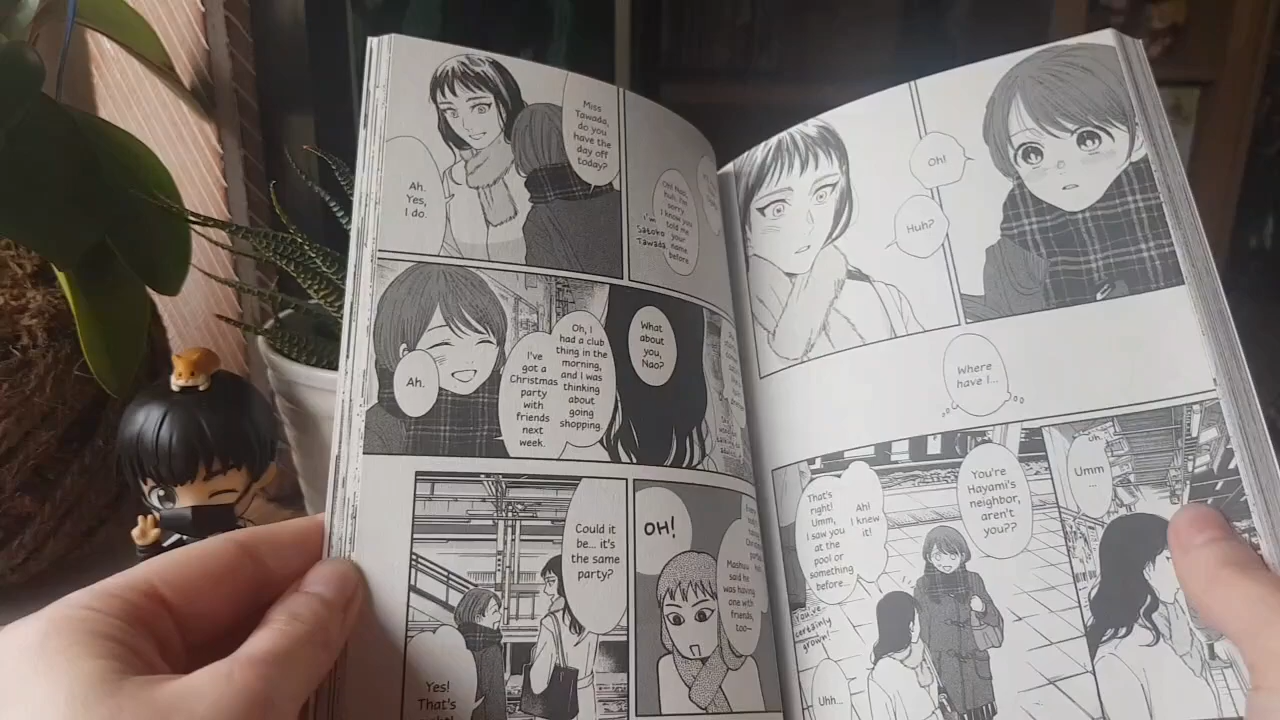 Oh!
Huh?
Where
have I...
Uh,
Umm
...
You're
Hayami's
neighbor,
aren't
you??
Ah!
I knew
it!
That's
right!
Umm,
I saw you
at the
pool or
something
before...
You've
certainly
grown!
Uhh...
Oh! Nao,
huh. I'm
sorry
I know you
told me
your
name
before
I'm
Satoko
Tawada.
Miss
Tawada,
do you
have the
day off
today?
Ah.
Yes,
I do.
What
about
you,
Nao?
Oh, I
had a club
thing in the
morning,
and I was
thinking
about
going
shopping.
I've
got a
Christmas
party
with
friends
next
week.
Ah.
Mashuu
said he
was having
one with
friends,
too—
OH!
Could it
be... it's
the same
party?
Yes!
That's